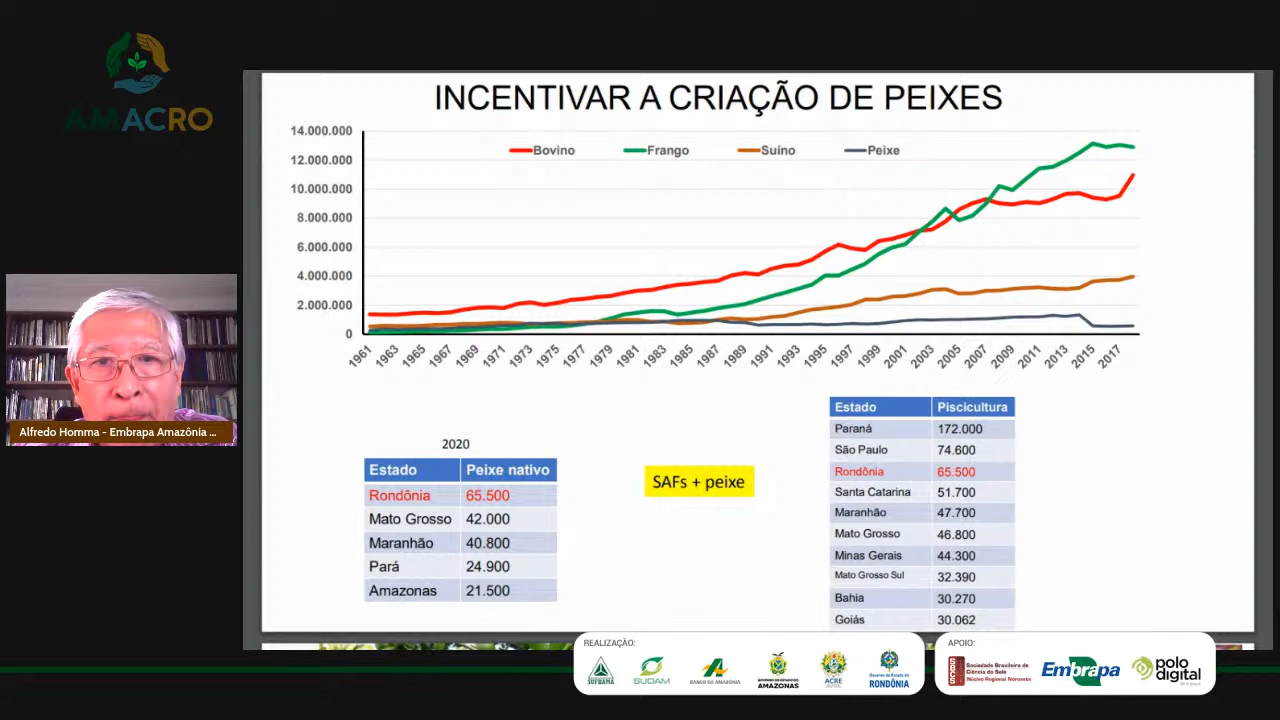 AMACRO
INCENTIVAR A CRIAÇÃO DE PEIXES
14.000.000
12.000.000
10.000.000
8.000.000
6.000.000
4.000.000
2.000.000
0
Bovino Frango Suíno Peixe
1961 1963 1965 1967 1969 1971 1973 1975 1977 1979 1981 1983 1985 1987 1989 1991 1993 1995 1997 1999 2001 2003 2005 2007 2009 2011 2013 2015 2017
Alfredo Homma - Embrapa Amazônia ...
2020
Estado Peixe nativo
Rondônia 65.500
Mato Grosso 42.000
Maranhão 40.800
Pará 24.900
Amazonas 21.500
SAFs + peixe
Estado Piscicultura
Paraná 172.000
São Paulo 74.600
Rondônia 65.500
Santa Catarina 51.700
Maranhão 47.700
Mato Grosso 46.800
Minas Gerais 44.300
Mato Grosso Sul 32.390
Bahia 30.270
Goiás 30.062
REALIZAÇÃO:
SUFRAMA
SUDAM
BANCO DA AMAZÔNIA
GOVERNO DO ESTADO DO
AMAZONAS
ACRE
Governo do Estado de
RONDÔNIA
APOIO:
SBCS
Sociedade Brasileira de
Ciência do Solo
Núcleo Regional Noroeste
Embrapa
polo
digital